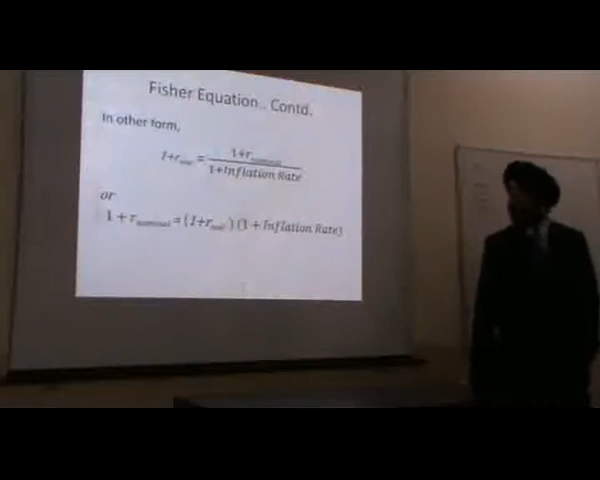 Fisher Equation.. Contd.
In other form,
1+r_real = 1+r_nominal / 1+Inflation Rate
or
1 + r_nominal = (1+r_real)(1 + Inflation Rate)